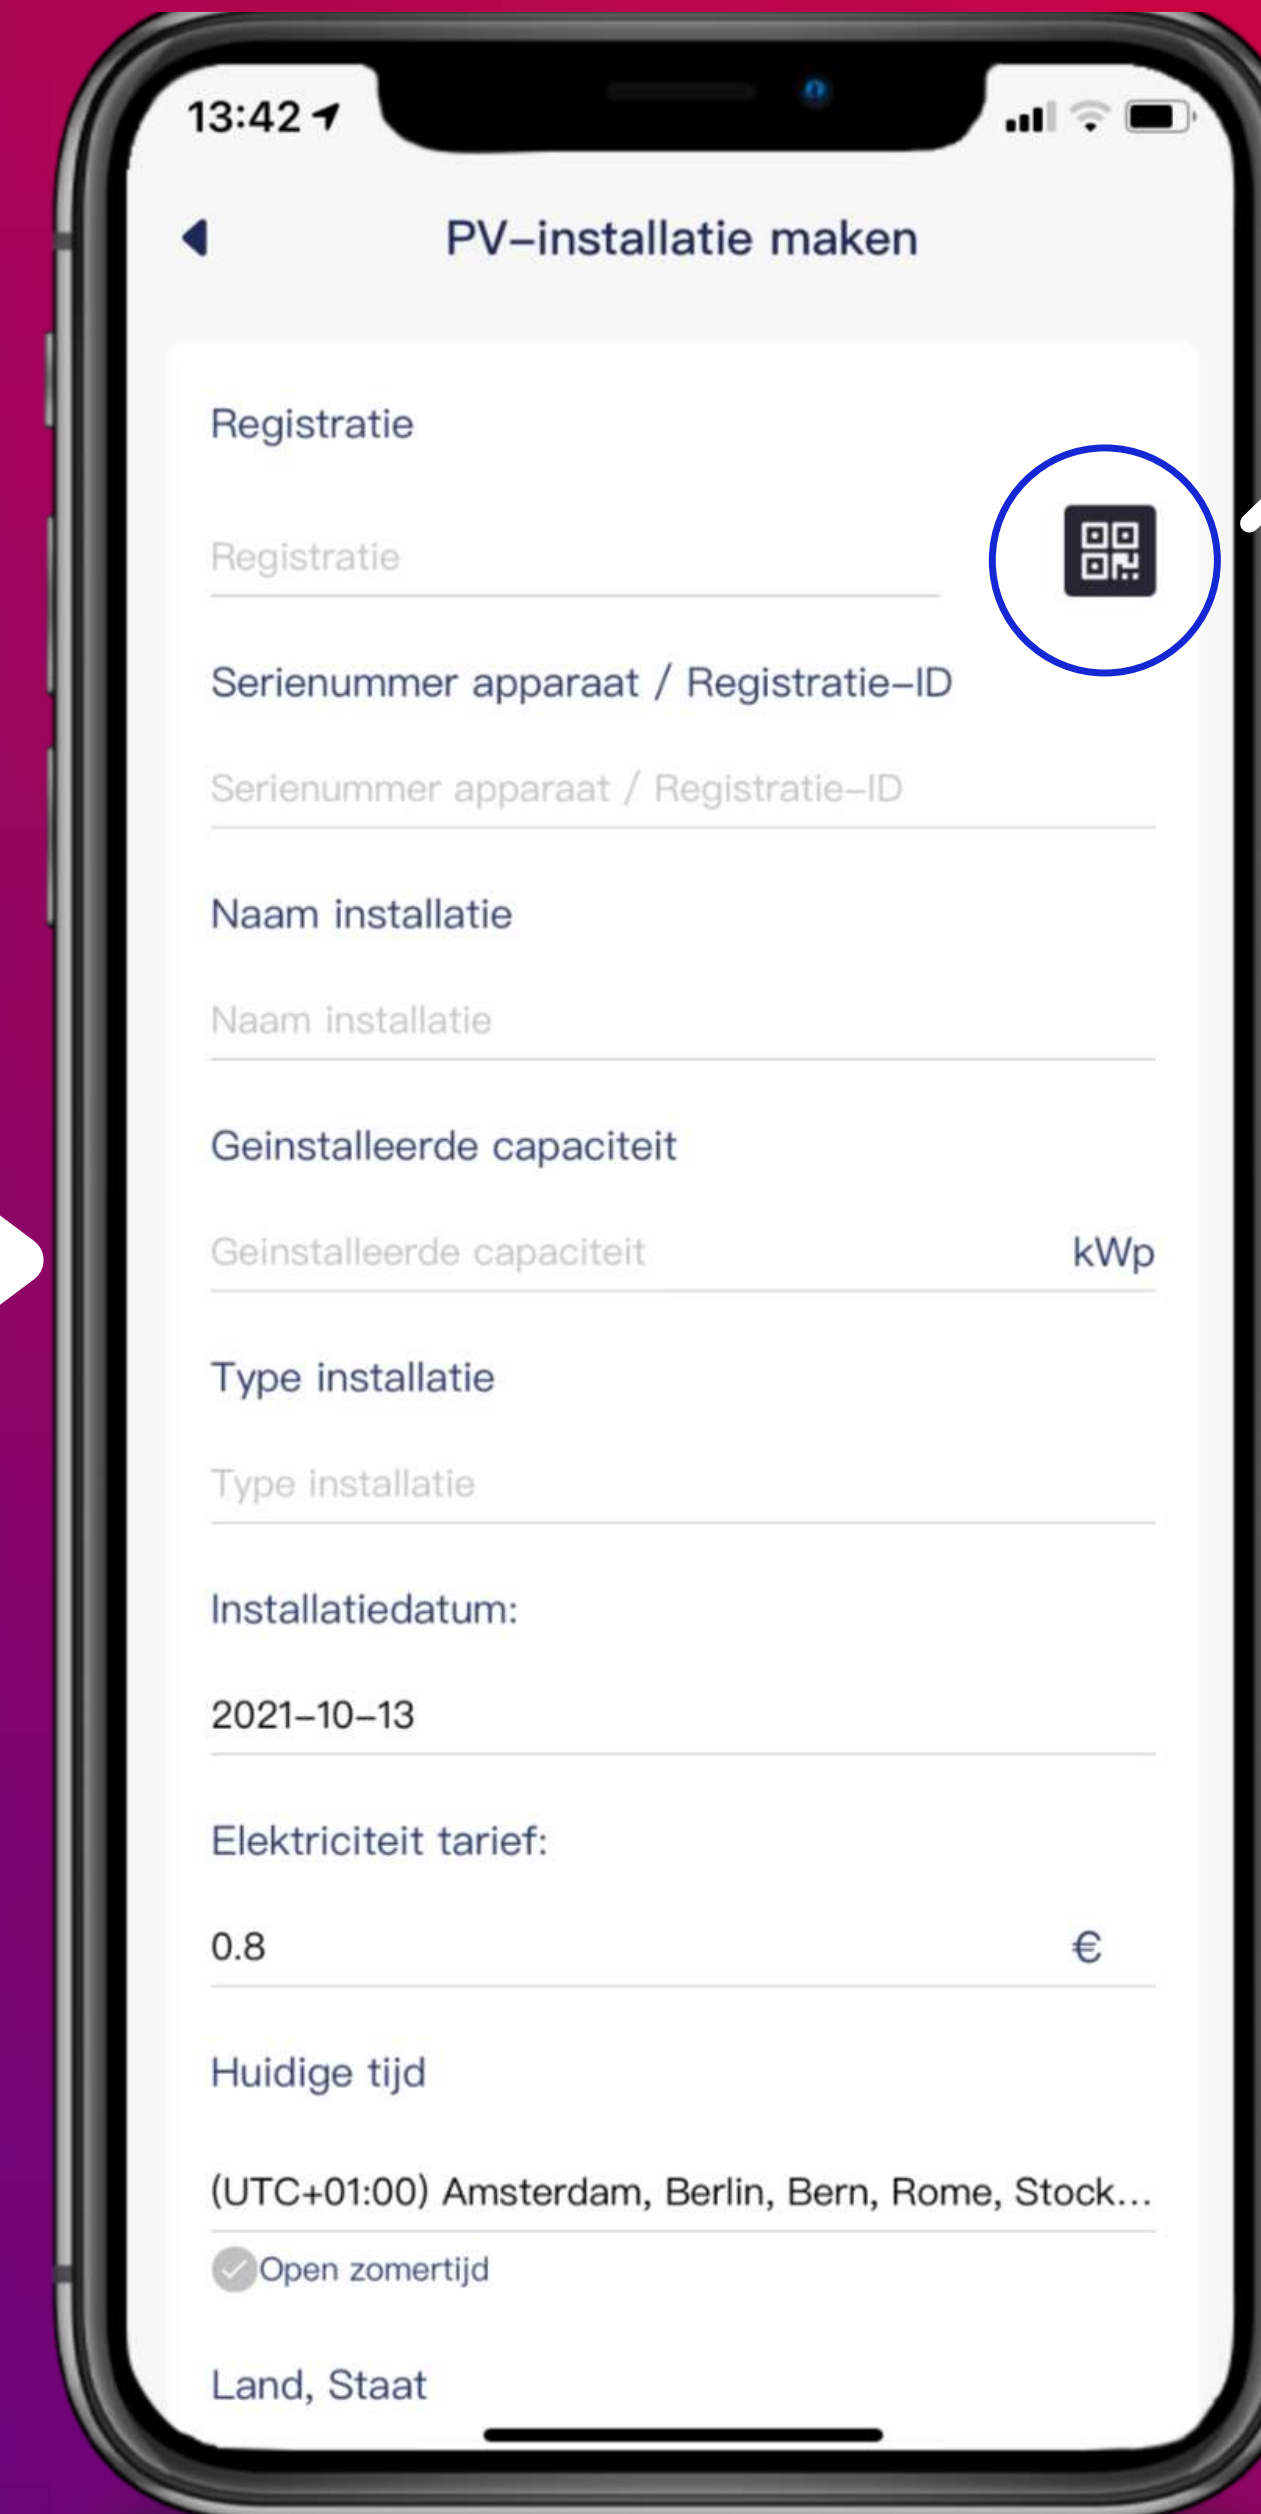 13:42
PV–installatie maken
Registratie
Registratie
Serienummer apparaat / Registratie–ID
Serienummer apparaat / Registratie–ID
Naam installatie
Naam installatie
Geinstalleerde capaciteit
Geinstalleerde capaciteit kWp
Type installatie
Type installatie
Installatiedatum:
2021–10–13
Elektriciteit tarief:
0.8 €
Huidige tijd
(UTC+01:00) Amsterdam, Berlin, Bern, Rome, Stock...
Open zomertijd
Land, Staat